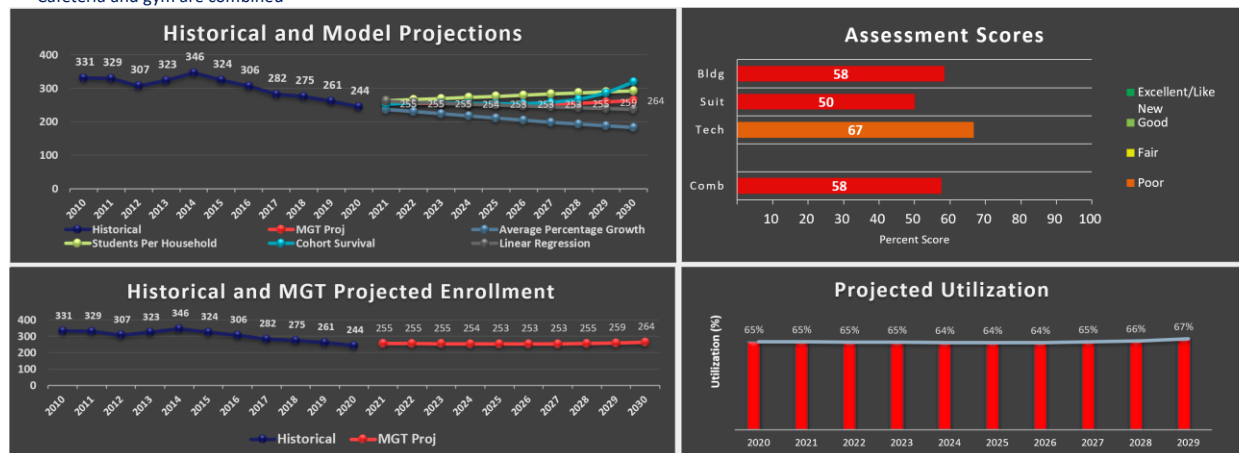 Cafeteria and gym are combined
Historical and Model Projections
400
300
200
100
0
331 329 307 323 346 324 306 282 275 261 244
255 255 255 254 253 253 253 255 259 264
2010 2011 2012 2013 2014 2015 2016 2017 2018 2019 2020 2021 2022 2023 2024 2025 2026 2027 2028 2029 2030
Historical MGT Proj Average Percentage Growth
Students Per Household Cohort Survival Linear Regression
Assessment Scores
Bldg 58
Suit 50
Tech 67
Comb 58
10 20 30 40 50 60 70 80 90 100
Percent Score
Excellent/Like
New
Good
Fair
Poor
Historical and MGT Projected Enrollment
400
300
200
100
0
331 329 307 323 346 324 306 282 275 261 244 255 255 255 254 253 253 253 255 259 264
2010 2011 2012 2013 2014 2015 2016 2017 2018 2019 2020 2021 2022 2023 2024 2025 2026 2027 2028 2029 2030
Historical MGT Proj
Projected Utilization
Utilization (%)
65% 65% 65% 65% 64% 64% 64% 65% 66% 67%
2020 2021 2022 2023 2024 2025 2026 2027 2028 2029